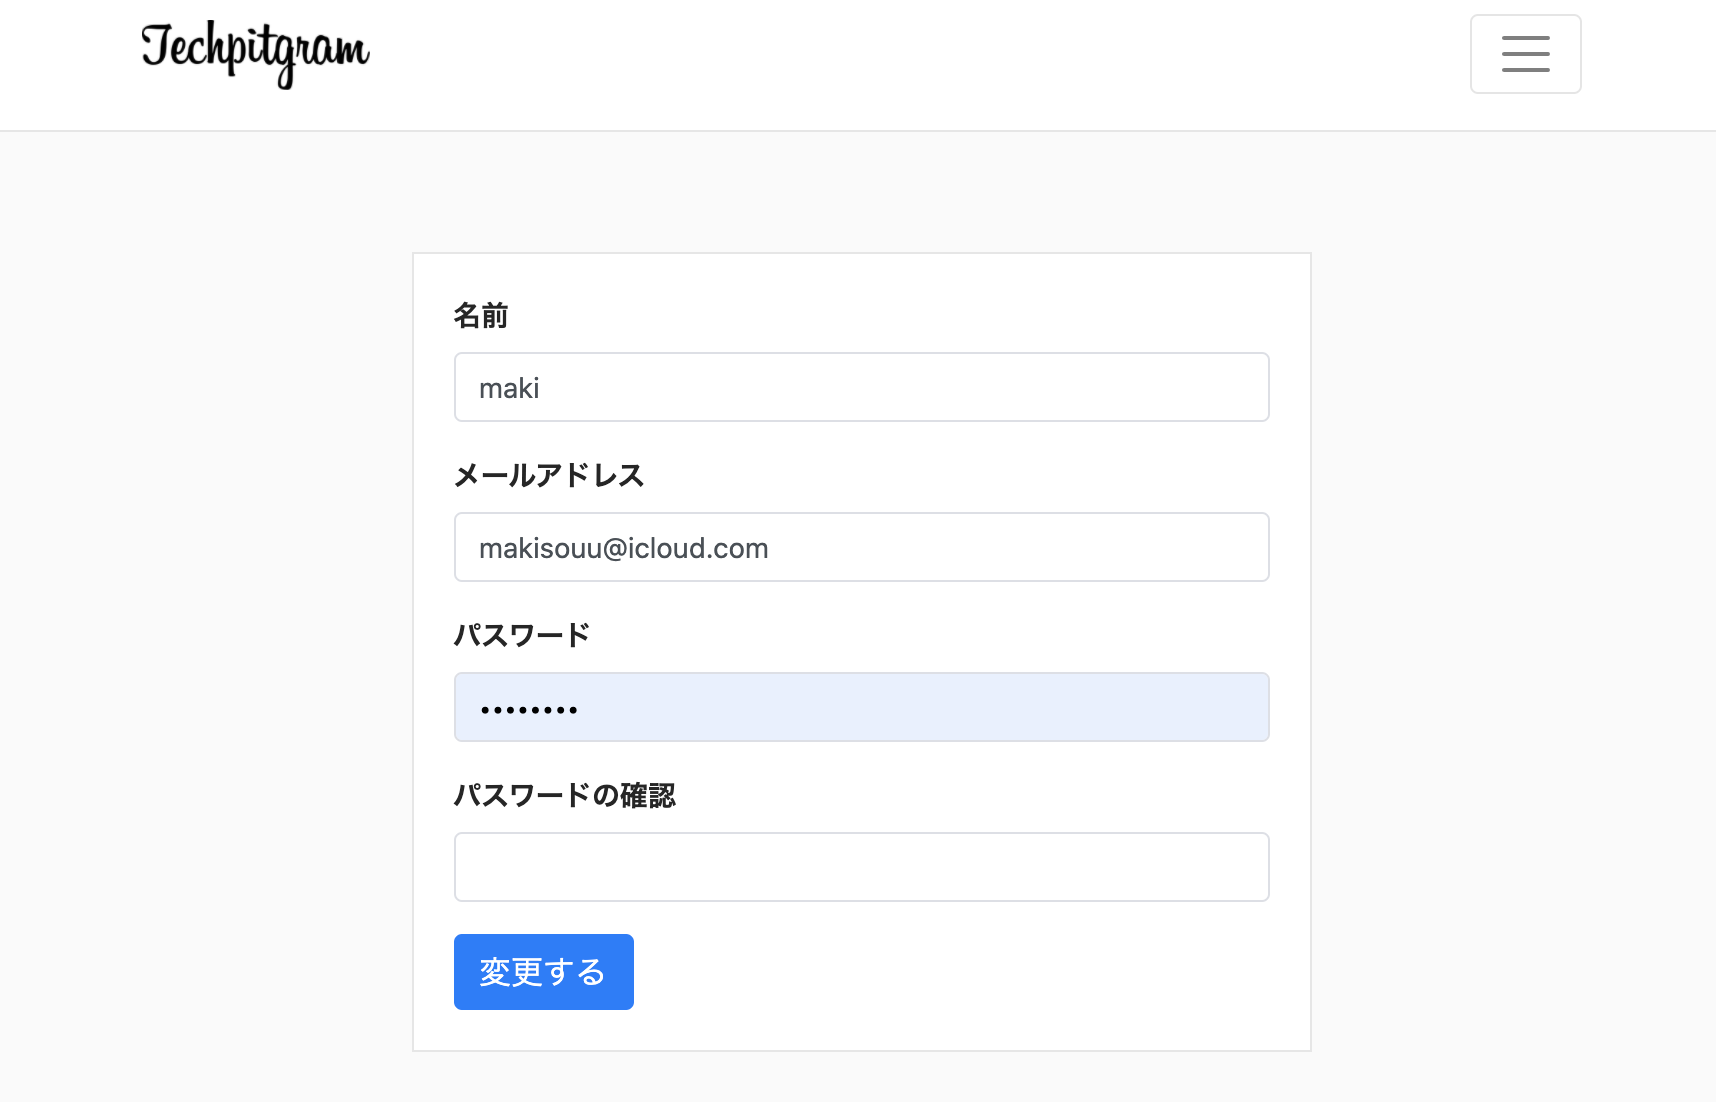 Techpitgram
名前
maki
メールアドレス
makisouu@icloud.com
パスワード
••••••••
パスワードの確認
変更する